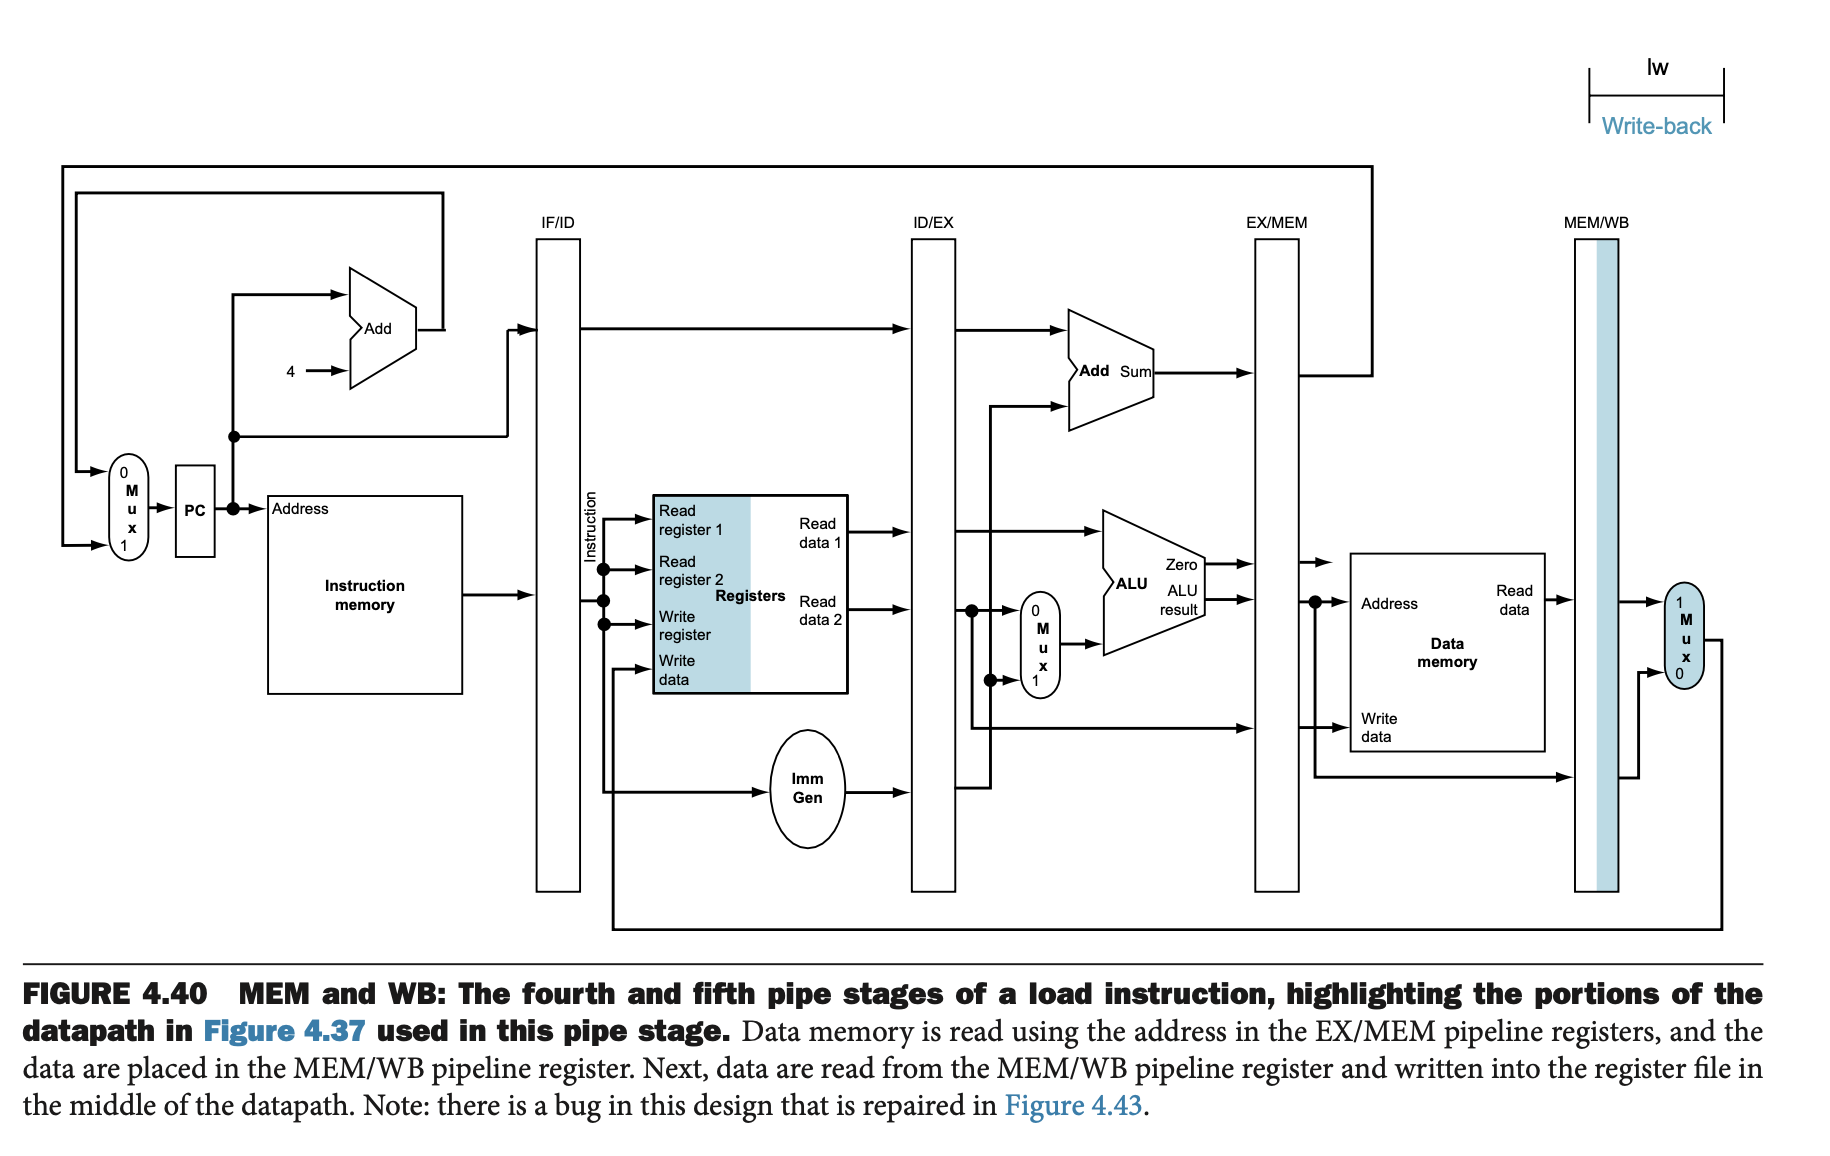 lw
Write-back
IF/ID
ID/EX
EX/MEM
MEM/WB
Add
4
Add Sum
0
M
u
x
1
PC
Address
Instruction
memory
Instruction
Read
register 1
Read
register 2
Write
register
Write
data
Registers
Read
data 1
Read
data 2
Imm
Gen
0
M
u
x
1
ALU
Zero
ALU
result
Address
Read
data
Data
memory
Write
data
1
M
u
x
0
FIGURE 4.40 MEM and WB: The fourth and fifth pipe stages of a load instruction, highlighting the portions of the
datapath in Figure 4.37 used in this pipe stage. Data memory is read using the address in the EX/MEM pipeline registers, and the
data are placed in the MEM/WB pipeline register. Next, data are read from the MEM/WB pipeline register and written into the register file in
the middle of the datapath. Note: there is a bug in this design that is repaired in Figure 4.43.